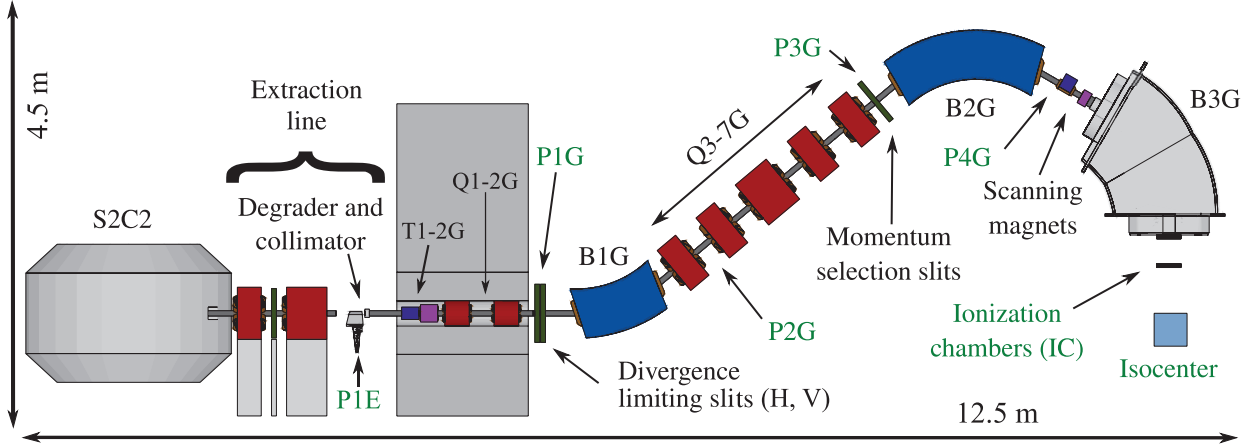 4.5 m
Extraction
line
S2C2
Degrader and
collimator
P1E
T1-2G
Q1-2G
P1G
B1G
Divergence
limiting slits (H, V)
Q3-7G
P2G
P3G
Momentum
selection slits
B2G
P4G
Scanning
magnets
B3G
Ionization
chambers (IC)
Isocenter
12.5 m